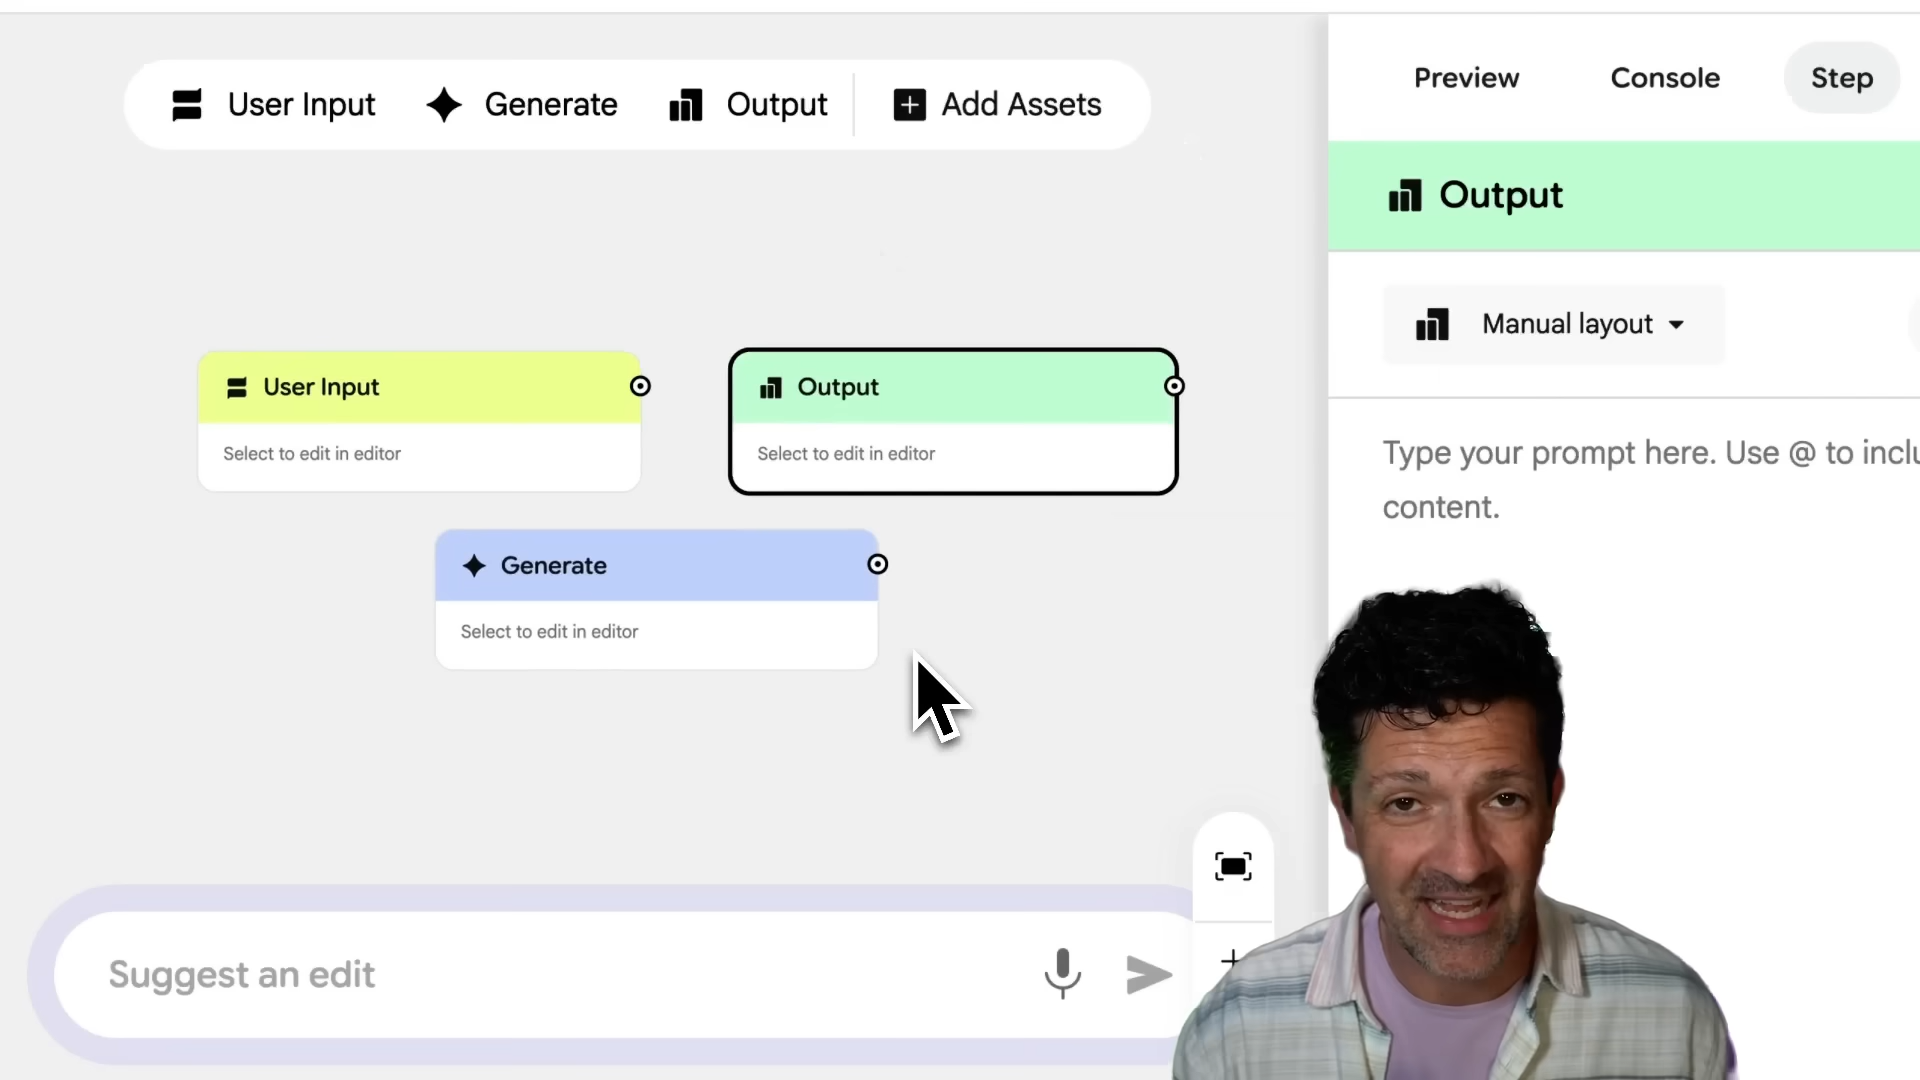 User Input Generate Output Add Assets
Preview Console Step
Output
Manual layout
Type your prompt here. Use @ to
content.
User Input
Select to edit in editor
Output
Select to edit in editor
Generate
Select to edit in editor
Suggest an edit